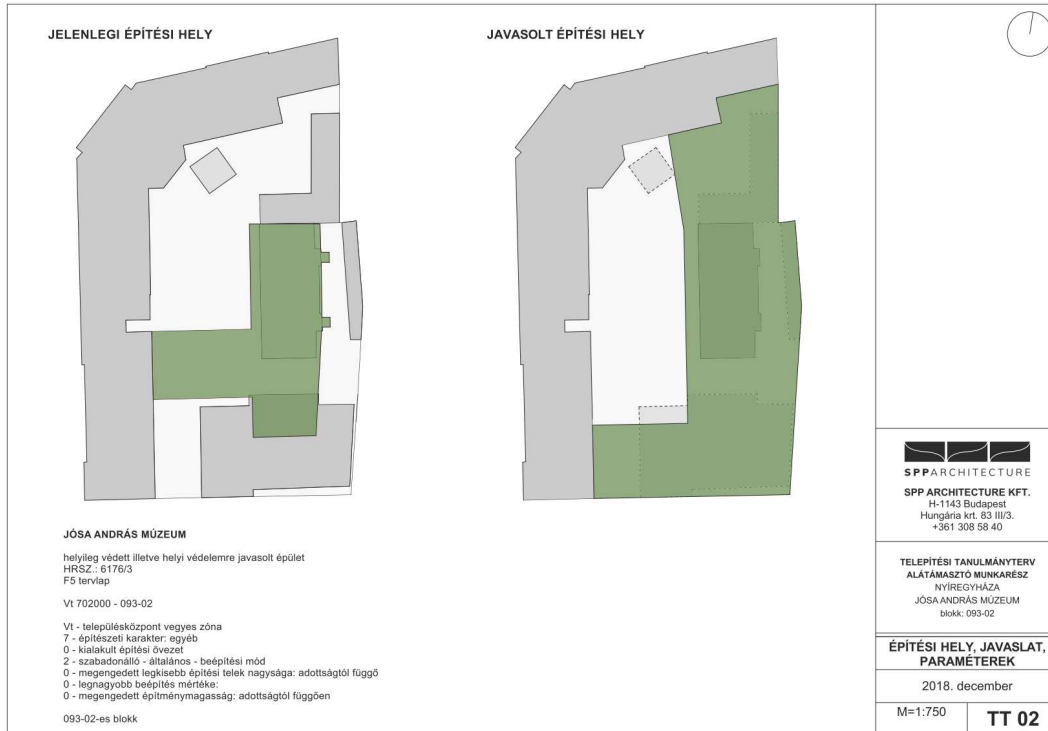 JELENLEGI ÉPÍTÉSI HELY
JAVASOLT ÉPÍTÉSI HELY
JÓSA ANDRÁS MÚZEUM
helyileg védett illetve helyi védelemre javasolt épület
HRSZ.: 6176/3
F5 tervlap
Vt 702000 - 093-02
Vt - településközpont vegyes zóna
7 - építészeti karakter: egyéb
0 - kialakult építési övezet
2 - szabadonálló - általános - beépítési mód
0 - megengedett legkisebb építési telek nagysága: adottságtól függő
0 - legnagyobb beépítés mértéke:
0 - megengedett építménymagasság: adottságtól függően
093-02-es blokk
SPPARCHITECTURE
SPP ARCHITECTURE KFT.
H-1143 Budapest
Hungária krt. 83 III/3.
+361 308 58 40
TELEPÍTÉSI TANULMÁNYTERV
ALÁTÁMASZTÓ MUNKARÉSZ
NYÍREGYHÁZA
JÓSA ANDRÁS MÚZEUM
blokk: 093-02
ÉPÍTÉSI HELY, JAVASLAT,
PARAMÉTEREK
2018. december
M=1:750
TT 02